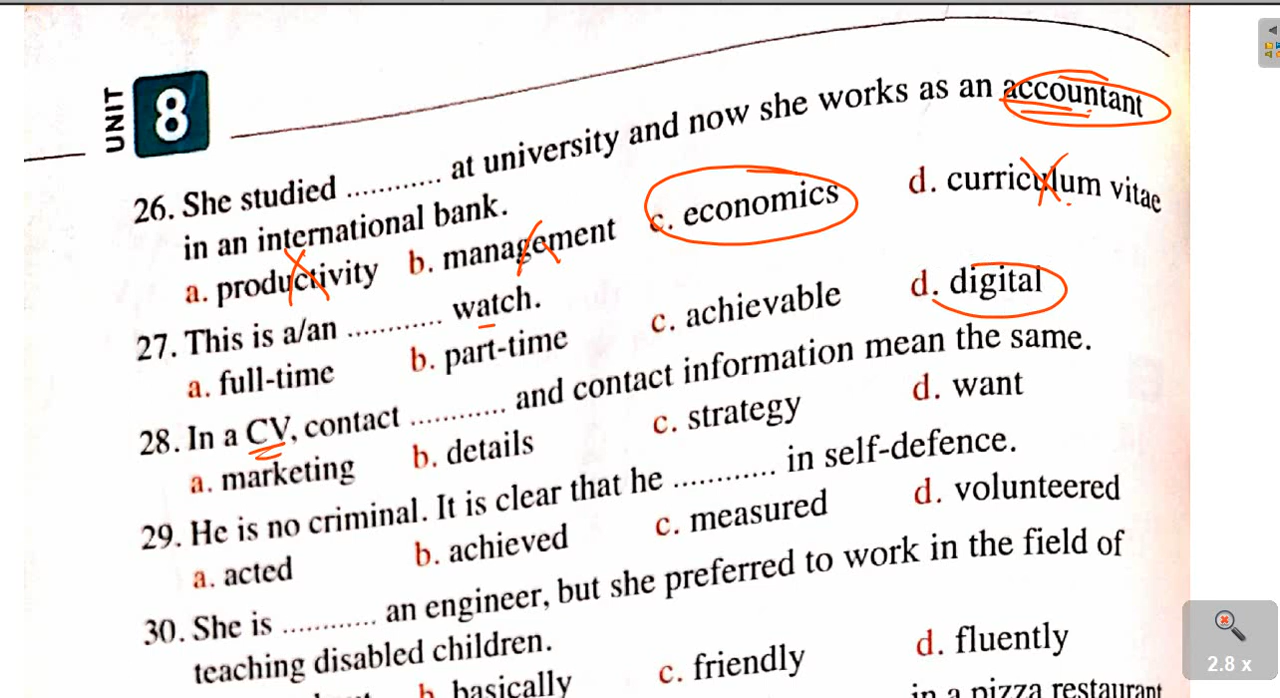 UNIT 8
26. She studied ............ at university and now she works as an accountant
in an international bank.
a. productivity b. management c. economics d. curriculum vitae
27. This is a/an ............ watch.
a. full-time b. part-time c. achievable d. digital
28. In a CV, contact ............ and contact information mean the same.
a. marketing b. details c. strategy d. want
29. He is no criminal. It is clear that he ............ in self-defence.
a. acted b. achieved c. measured d. volunteered
30. She is ............ an engineer, but she preferred to work in the field of
teaching disabled children.
b. basically c. friendly d. fluently
in a pizza restaurant
2.8 x